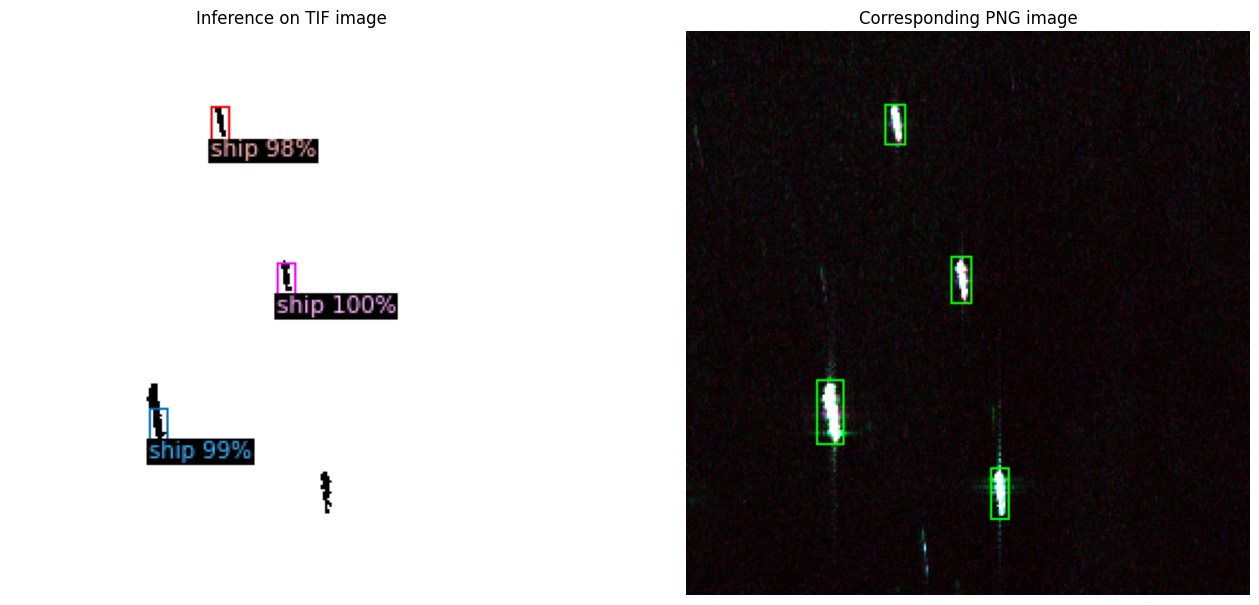 Inference on TIF image
Corresponding PNG image
ship 98%
ship 100%
ship 99%